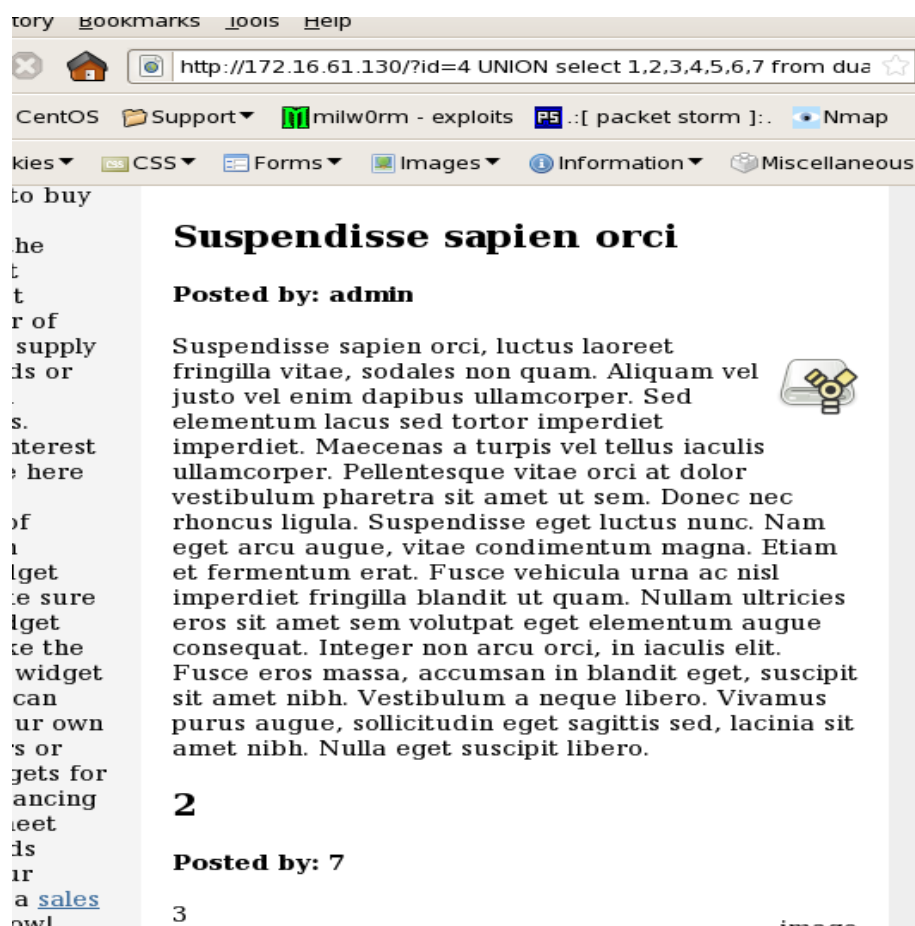 tory Bookmarks Tools Help
http://172.16.61.130/?id=4 UNION select 1,2,3,4,5,6,7 from dua
CentOS Support milw0rm - exploits PS .:[ packet storm ]:. Nmap
kies CSS Forms Images Information Miscellaneous
to buy
he
t
t
r of
supply
ds or
s.
nterest
here
of
dget
e sure
dget
ke the
widget
can
ur own
rs or
gets for
ancing
ds
ur
a sales
ow!
Suspendisse sapien orci
Posted by: admin
Suspendisse sapien orci, luctus laoreet
fringilla vitae, sodales non quam. Aliquam vel
justo vel enim dapibus ullamcorper. Sed
elementum lacus sed tortor imperdiet
imperdiet. Maecenas a turpis vel tellus iaculis
ullamcorper. Pellentesque vitae orci at dolor
vestibulum pharetra sit amet ut sem. Donec nec
rhoncus ligula. Suspendisse eget luctus nunc. Nam
eget arcu augue, vitae condimentum magna. Etiam
et fermentum erat. Fusce vehicula urna ac nisl
imperdiet fringilla blandit ut quam. Nullam ultricies
eros sit amet sem volutpat eget elementum augue
consequat. Integer non arcu orci, in iaculis elit.
Fusce eros massa, accumsan in blandit eget, suscipit
sit amet nibh. Vestibulum a neque libero. Vivamus
purus augue, sollicitudin eget sagittis sed, lacinia sit
amet nibh. Nulla eget suscipit libero.
2
Posted by: 7
3
image